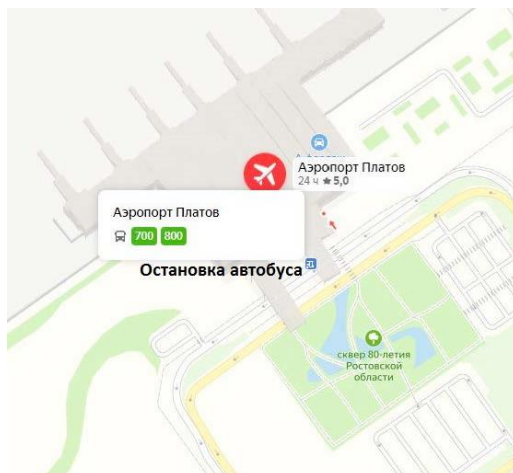 Аэропорт Платов
24 ч ★ 5,0
Аэропорт Платов
700 800
Остановка автобуса
сквер 80-летия
Ростовской
области